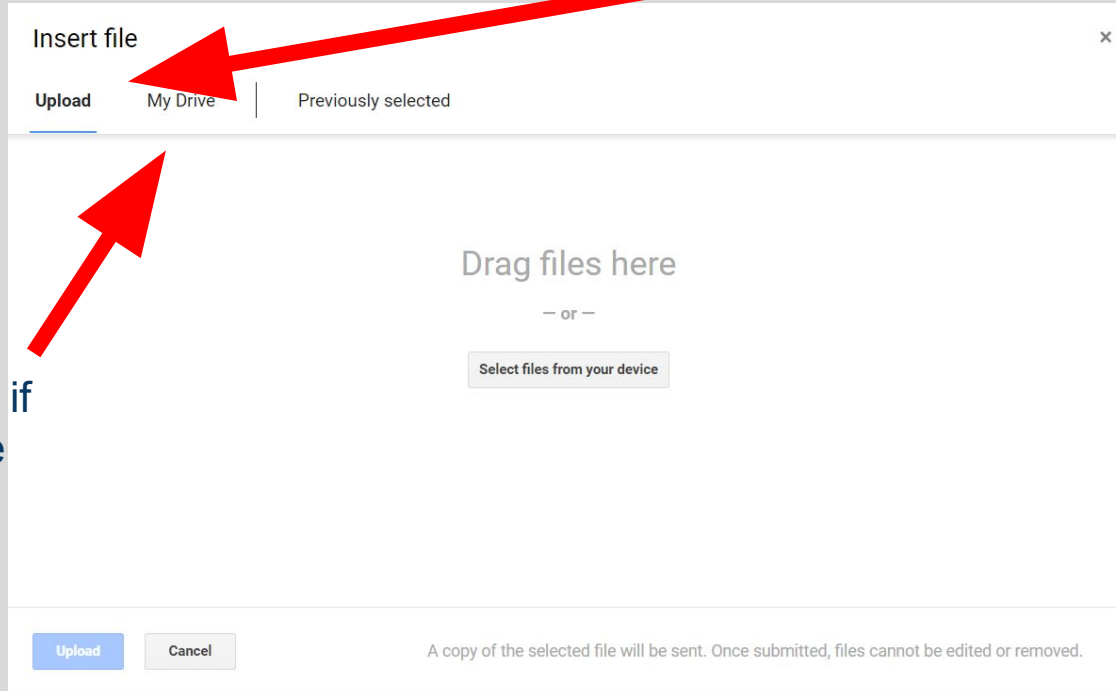 Insert file
×
Upload My Drive Previously selected
Drag files here
— or —
Select files from your device
if
e
Upload Cancel A copy of the selected file will be sent. Once submitted, files cannot be edited or removed.